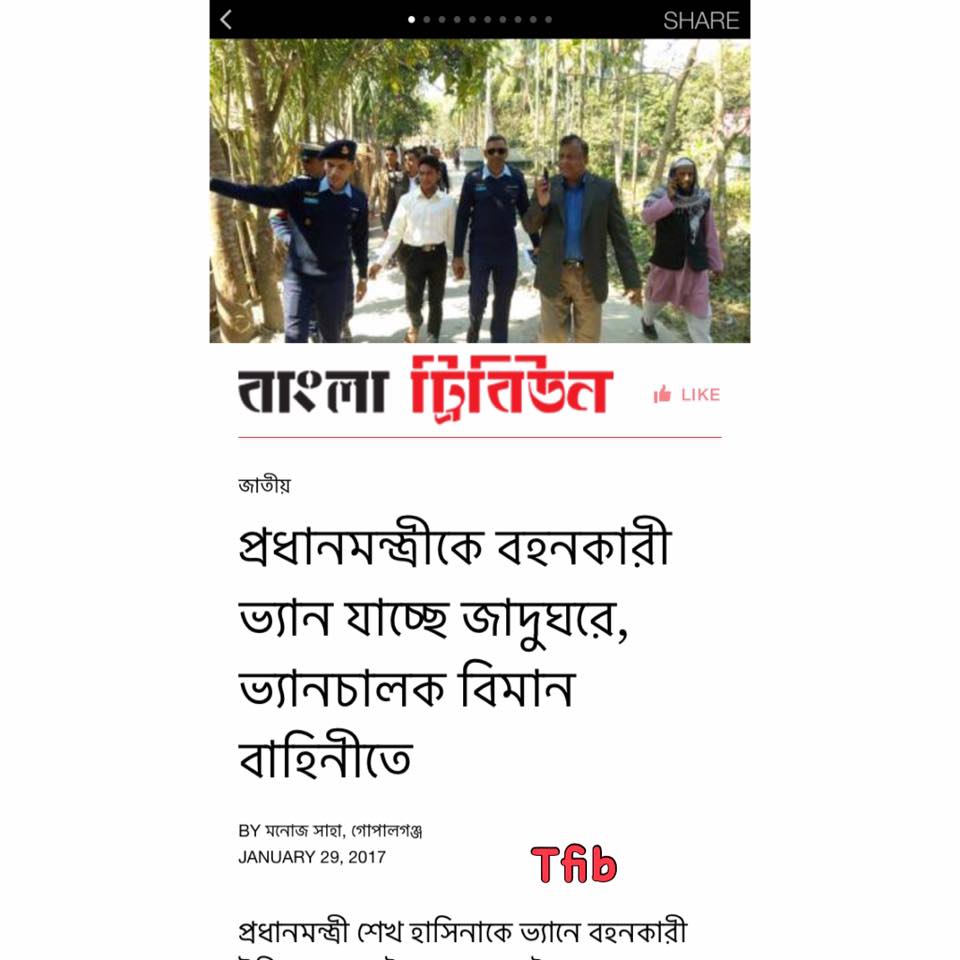 SHARE
বাংলা ট্রিবিউন
LIKE
জাতীয়
প্রধানমন্ত্রীকে বহনকারী
ভ্যান যাচ্ছে জাদুঘরে,
ভ্যানচালক বিমান
বাহিনীতে
BY মনোজ সাহা, গোপালগঞ্জ
JANUARY 29, 2017
Tfib
প্রধানমন্ত্রী শেখ হাসিনাকে ভ্যানে বহনকারী